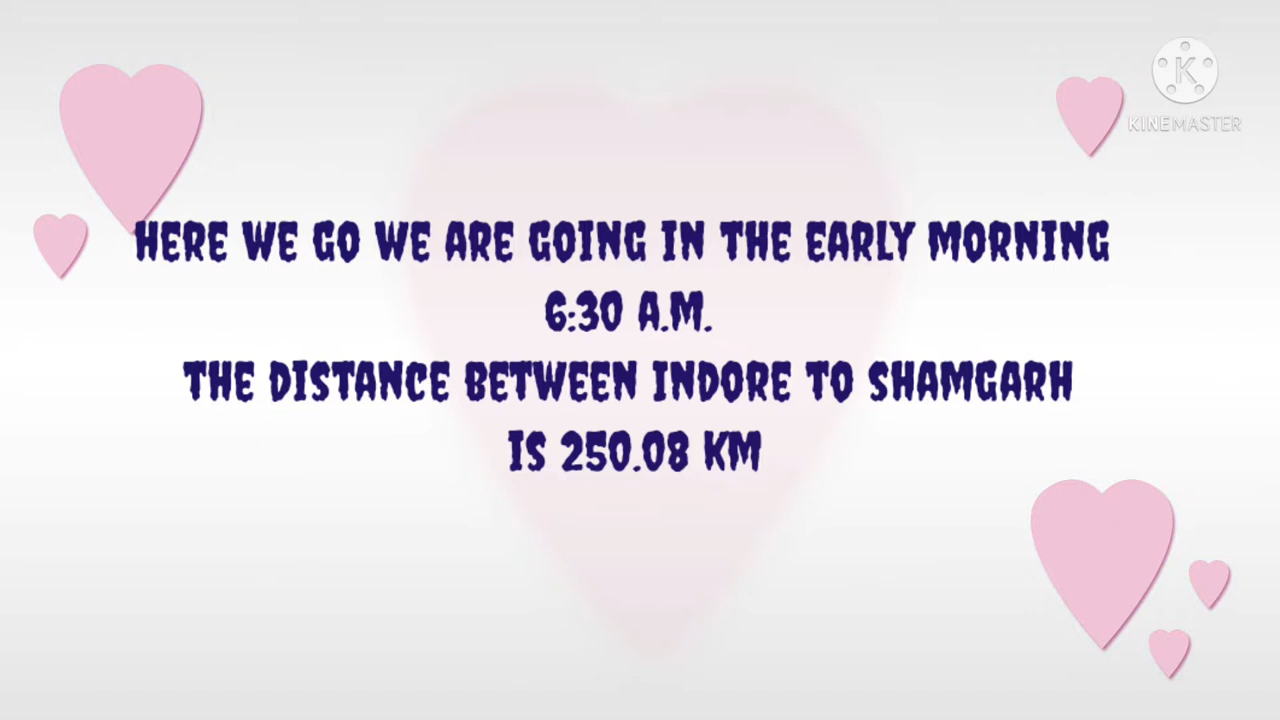 KINEMASTER
HERE WE GO WE ARE GOING IN THE EARLY MORNING
6:30 A.M.
THE DISTANCE BETWEEN INDORE TO SHAMGARH
IS 250.08 KM